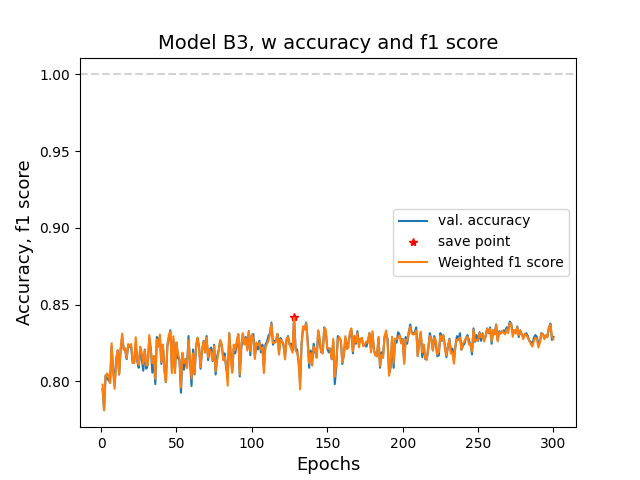 Model B3, w accuracy and f1 score
Accuracy, f1 score
1.00
0.95
0.90
0.85
0.80
val. accuracy
save point
Weighted f1 score
0
50
100
150
200
250
300
Epochs